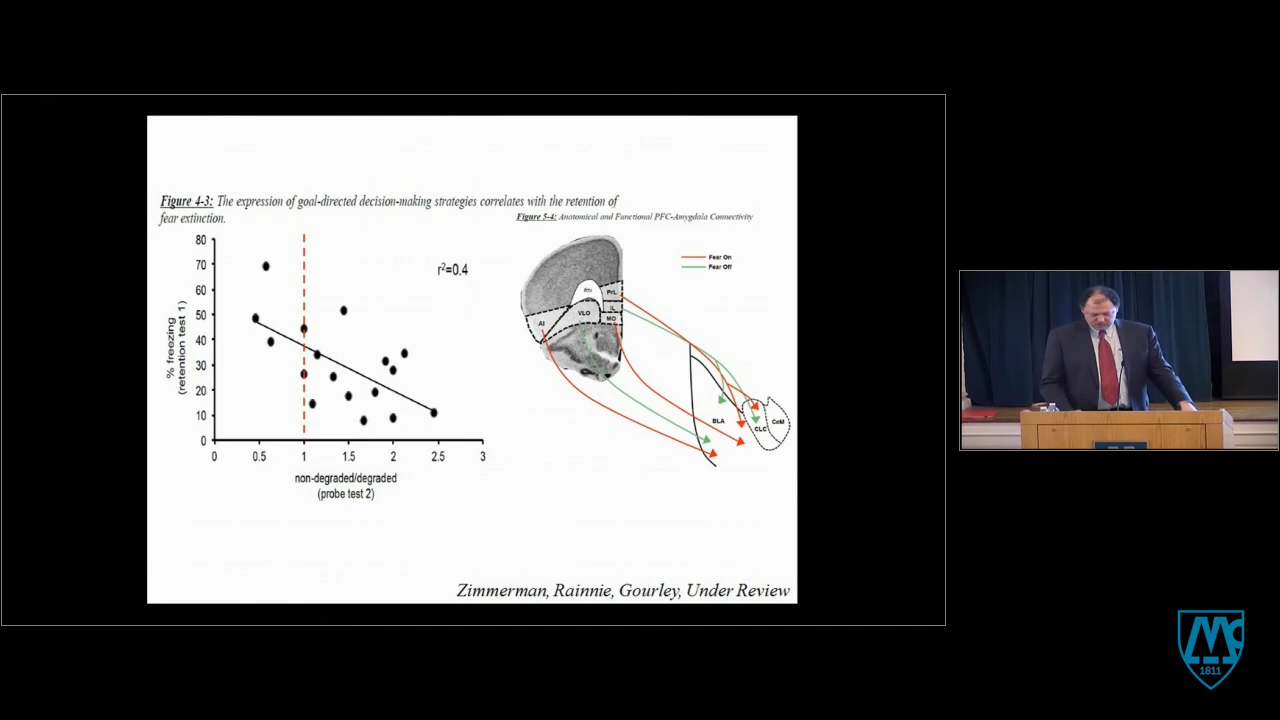 Figure 4-3: The expression of goal-directed decision-making strategies correlates with the retention of
fear extinction.
Figure 5-4: Anatomical and Functional PFC-Amygdala Connectivity
80
70
60
50
40
30
20
10
0
% freezing
(retention test 1)
r²=0.4
0
0.5
1
1.5
2
2.5
3
non-degraded/degraded
(probe test 2)
Fear On
Fear Off
PrL
IL
MO
VLO
AI
BLA
CLC
CeM
Zimmerman, Rainnie, Gourley, Under Review
1811